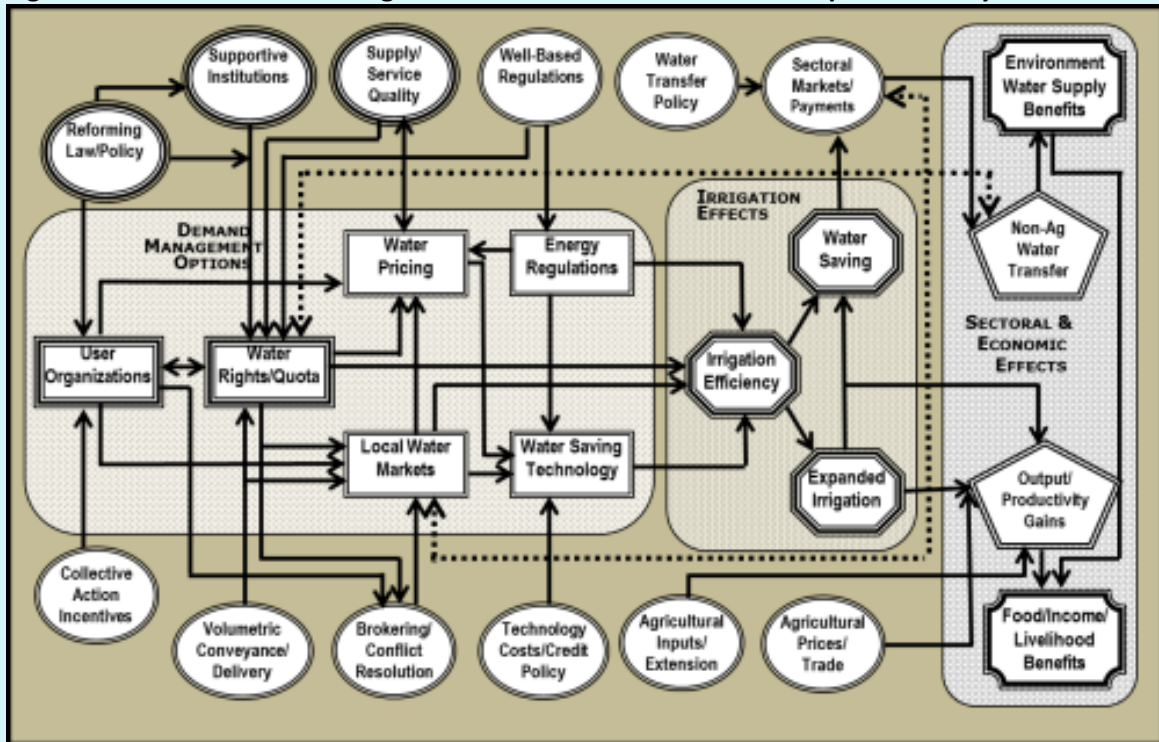 Supportive
Institutions
Supply/
Service
Quality
Well-Based
Regulations
Water
Transfer
Policy
Sectoral
Markets/
Payments
Environment
Water Supply
Benefits
Reforming
Law/Policy
DEMAND
MANAGEMENT
OPTIONS
Water
Pricing
Energy
Regulations
IRRIGATION
EFFECTS
Water
Saving
Non-Ag
Water
Transfer
User
Organizations
Water
Rights/Quota
Irrigation
Efficiency
SECTORAL &
ECONOMIC
EFFECTS
Local Water
Markets
Water Saving
Technology
Expanded
Irrigation
Output/
Productivity
Gains
Collective
Action
Incentives
Volumetric
Conveyance/
Delivery
Brokering/
Conflict
Resolution
Technology
Costs/Credit
Policy
Agricultural
Inputs/
Extension
Agricultural
Prices/
Trade
Food/Income/
Livelihood
Benefits